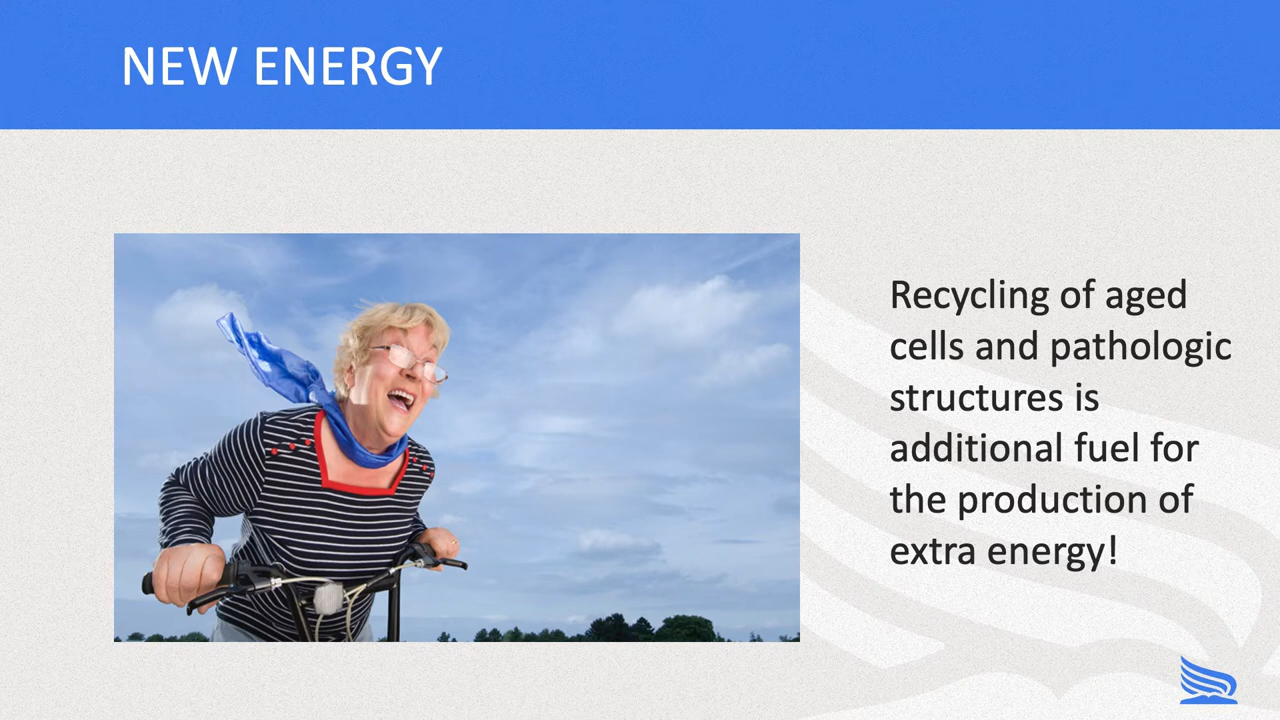 NEW ENERGY
Recycling of aged
cells and pathologic
structures is
additional fuel for
the production of
extra energy!